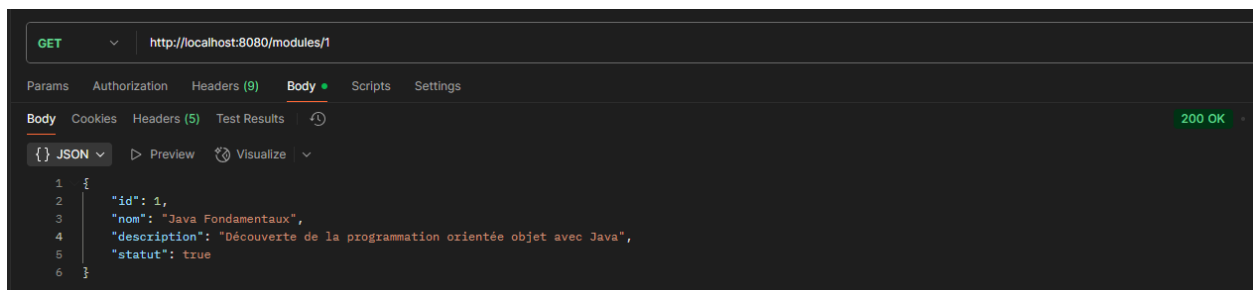 GET http://localhost:8080/modules/1
Params Authorization Headers (9) Body Scripts Settings
Body Cookies Headers (5) Test Results 200 OK
{} JSON Preview Visualize
1 {
2 "id": 1,
3 "nom": "Java Fondamentaux",
4 "description": "Découverte de la programmation orientée objet avec Java",
5 "statut": true
6 }